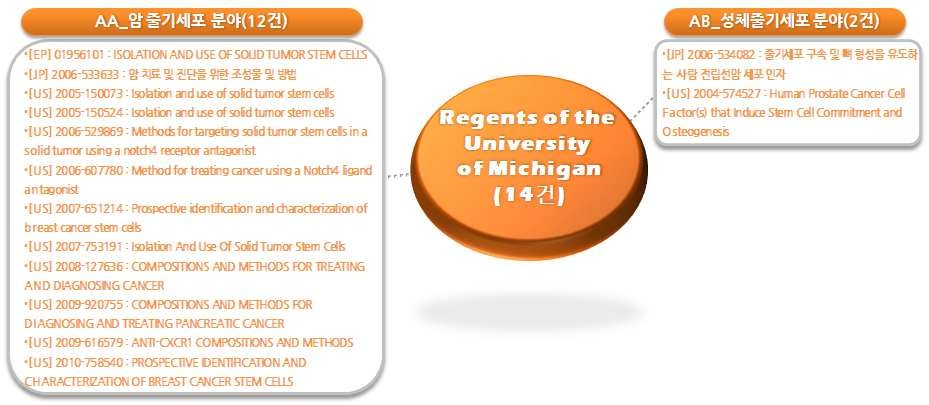 AA_암 줄기세포 분야(12건)
•[EP] 01956101 : ISOLATION AND USE OF SOLID TUMOR STEM CELLS
•[JP] 2006-533633 : 암 치료 및 진단을 위한 조성물 및 방법
•[US] 2005-150073 : Isolation and use of solid tumor stem cells
•[US] 2005-150524 : Isolation and use of solid tumor stem cells
•[US] 2006-529869 : Methods for targeting solid tumor stem cells in a
solid tumor using a notch4 receptor antagonist
•[US] 2006-607780 : Method for treating cancer using a Notch4 ligand
antagonist
•[US] 2007-651214 : Prospective identification and characterization of
breast cancer stem cells
•[US] 2007-753191 : Isolation And Use Of Solid Tumor Stem Cells
•[US] 2008-127636 : COMPOSITIONS AND METHODS FOR TREATING
AND DIAGNOSING CANCER
•[US] 2009-920755 : COMPOSITIONS AND METHODS FOR
DIAGNOSING AND TREATING PANCREATIC CANCER
•[US] 2009-616579 : ANTI-CXCR1 COMPOSITIONS AND METHODS
•[US] 2010-758540 : PROSPECTIVE IDENTIFICATION AND
CHARACTERIZATION OF BREAST CANCER STEM CELLS
Regents of the
University
of Michigan
(14건)
AB_성체줄기세포 분야(2건)
•[JP] 2006-534082 : 줄기세포 구속 및 뼈 형성을 유도하
는 사람 전립선암 세포 인자
•[US] 2004-574527 : Human Prostate Cancer Cell
Factor(s) that Induce Stem Cell Commitment and
Osteogenesis